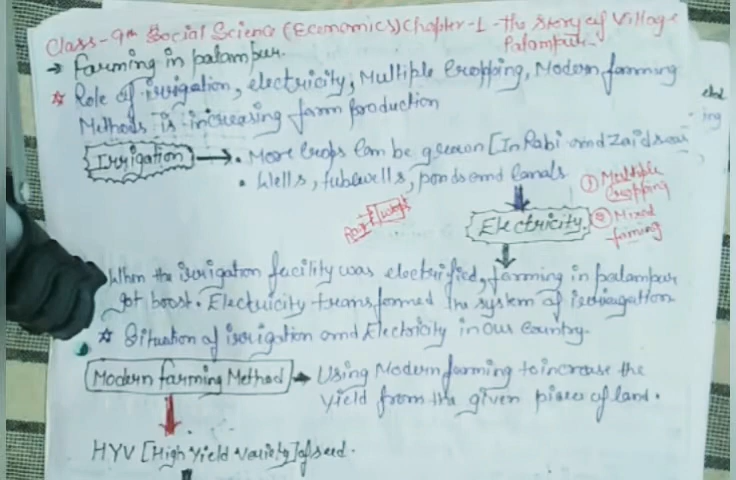 Class-9th Social Science (Economics) Chapter-1 -the story of Village
Palampur.
→ Farming in palampur.
☆ Role of irrigation, electricity, Multiple Cropping, Modern farming
Methods is increasing farm production
Irrigation → • More Crops Can be grown [In Rabi and Zaid
• Wells, tubewells, ponds and Canals
① Multiple
cropping
② Mixed
farming
Electricity
When the irrigation facility was electrified, farming in palampur
got boost. Electricity transformed the system of irrigation
☆ Situation of irrigation and Electricity in our Country.
Modern farming Method → Using Modern farming to increase the
yield from the given pieces of land.
HYV [High Yield Variety] of seed.